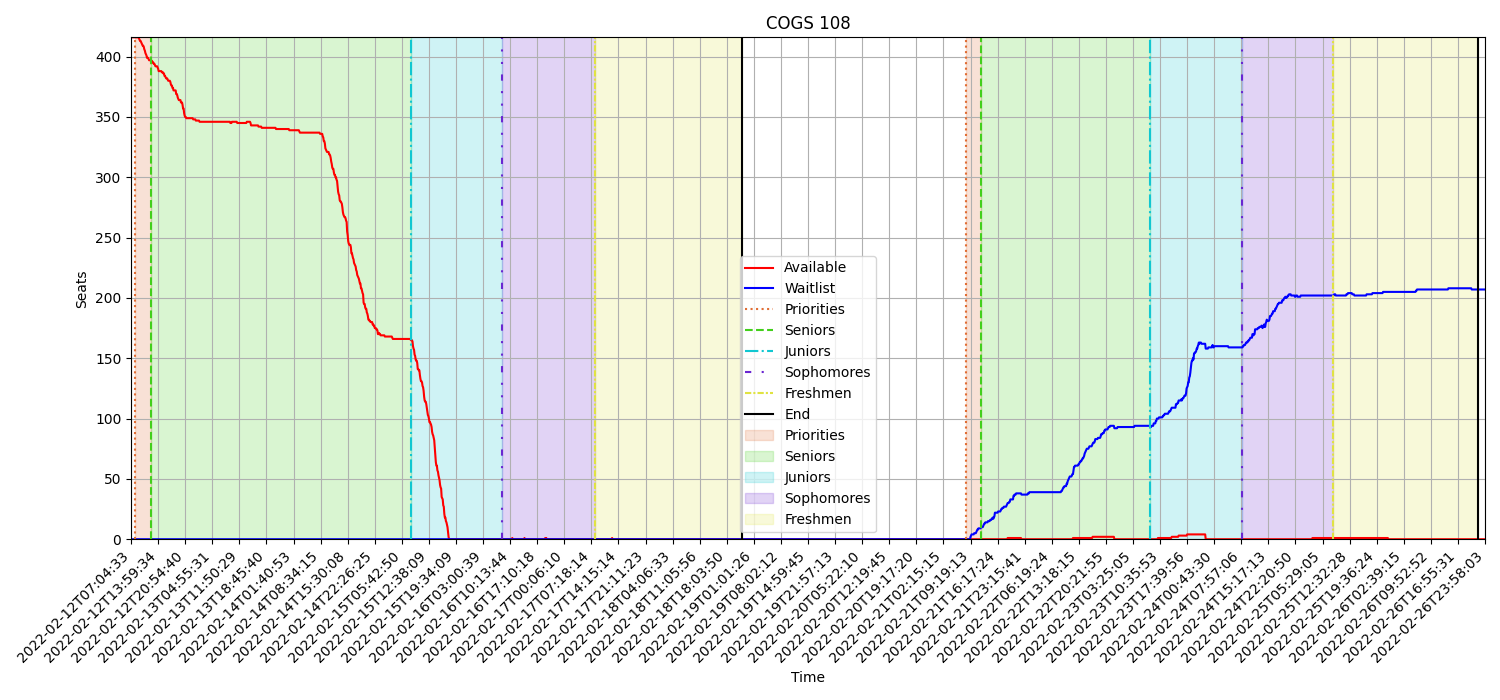 COGS 108
Seats
400
350
300
250
200
150
100
50
0
Available
Waitlist
Priorities
Seniors
Juniors
Sophomores
Freshmen
End
Priorities
Seniors
Juniors
Sophomores
Freshmen
2022-02-12T07:04:33
2022-02-12T13:59:34
2022-02-12T20:54:40
2022-02-13T04:55:31
2022-02-13T11:50:29
2022-02-13T18:45:40
2022-02-14T01:40:53
2022-02-14T08:34:15
2022-02-14T15:30:08
2022-02-14T22:26:25
2022-02-15T05:42:50
2022-02-15T12:38:09
2022-02-15T19:34:09
2022-02-16T03:00:39
2022-02-16T10:13:44
2022-02-16T17:10:18
2022-02-17T00:06:10
2022-02-17T07:18:14
2022-02-17T14:15:14
2022-02-17T21:11:23
2022-02-18T04:06:33
2022-02-18T11:05:56
2022-02-18T18:03:50
2022-02-19T01:01:26
2022-02-19T08:02:12
2022-02-19T14:59:45
2022-02-19T21:57:13
2022-02-20T05:22:10
2022-02-20T12:19:45
2022-02-20T19:17:20
2022-02-21T02:15:15
2022-02-21T09:19:13
2022-02-21T16:17:24
2022-02-21T23:15:41
2022-02-22T06:19:24
2022-02-22T13:18:15
2022-02-22T20:21:55
2022-02-23T03:25:05
2022-02-23T10:35:53
2022-02-23T17:39:56
2022-02-24T00:43:30
2022-02-24T07:57:06
2022-02-24T15:17:13
2022-02-24T22:20:50
2022-02-25T05:29:05
2022-02-25T12:32:28
2022-02-25T19:36:24
2022-02-26T02:39:15
2022-02-26T09:52:52
2022-02-26T16:55:31
2022-02-26T23:58:03
Time